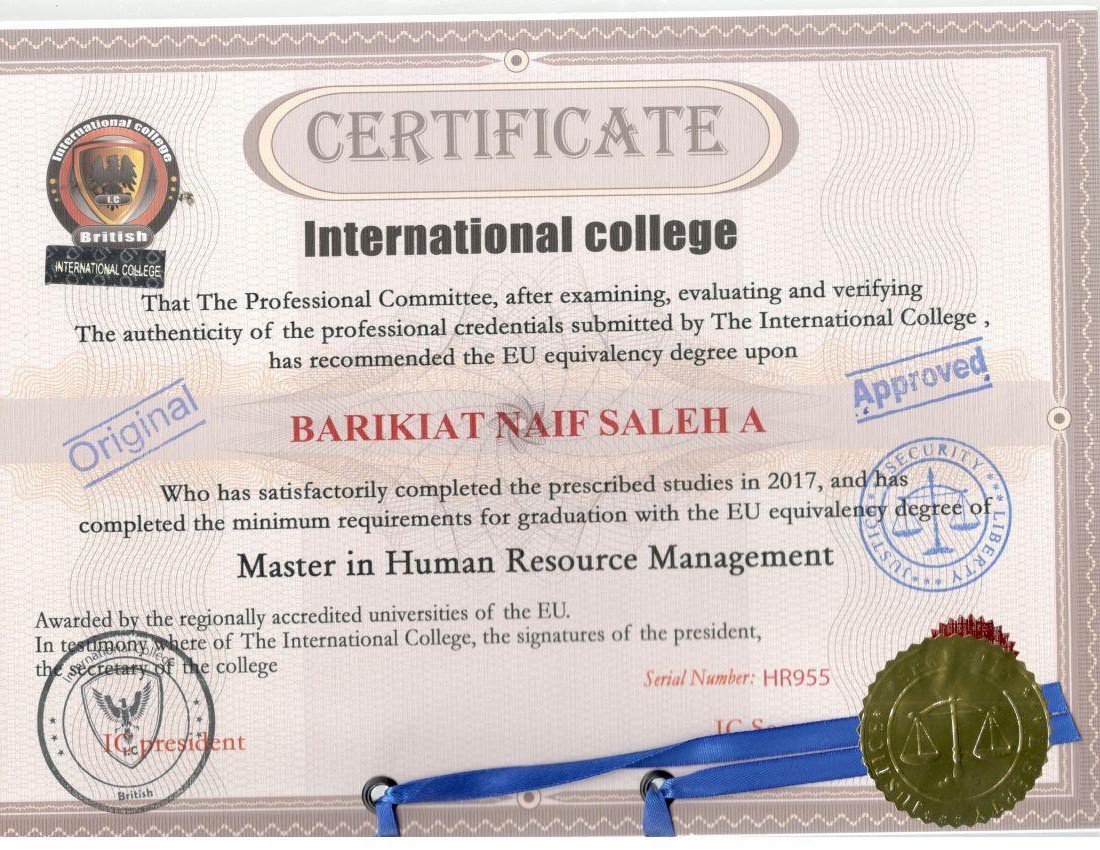 CERTIFICATE
International college
I.C
British
INTERNATIONAL COLLEGE
International college
That The Professional Committee, after examining, evaluating and verifying
The authenticity of the professional credentials submitted by The International College ,
has recommended the EU equivalency degree upon
Original
Approved
BARIKIAT NAIF SALEH A
SECURITY
LIBERTY
JUSTICE
Who has satisfactorily completed the prescribed studies in 2017, and has
completed the minimum requirements for graduation with the EU equivalency degree of
Master in Human Resource Management
Awarded by the regionally accredited universities of the EU.
In testimony where of The International College, the signatures of the president,
the secretary of the college
International College
I.C
British
Serial Number: HR955
IC president
IC